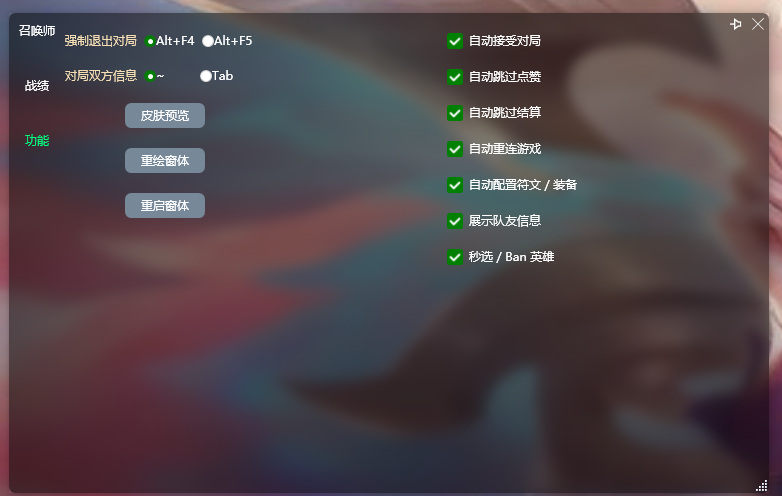 召唤师
强制退出对局 Alt+F4 Alt+F5
自动接受对局
战绩
对局双方信息 ~ Tab
自动跳过点赞
皮肤预览
自动跳过结算
功能
重绘窗体
自动重连游戏
自动配置符文 / 装备
重启窗体
展示队友信息
秒选 / Ban 英雄